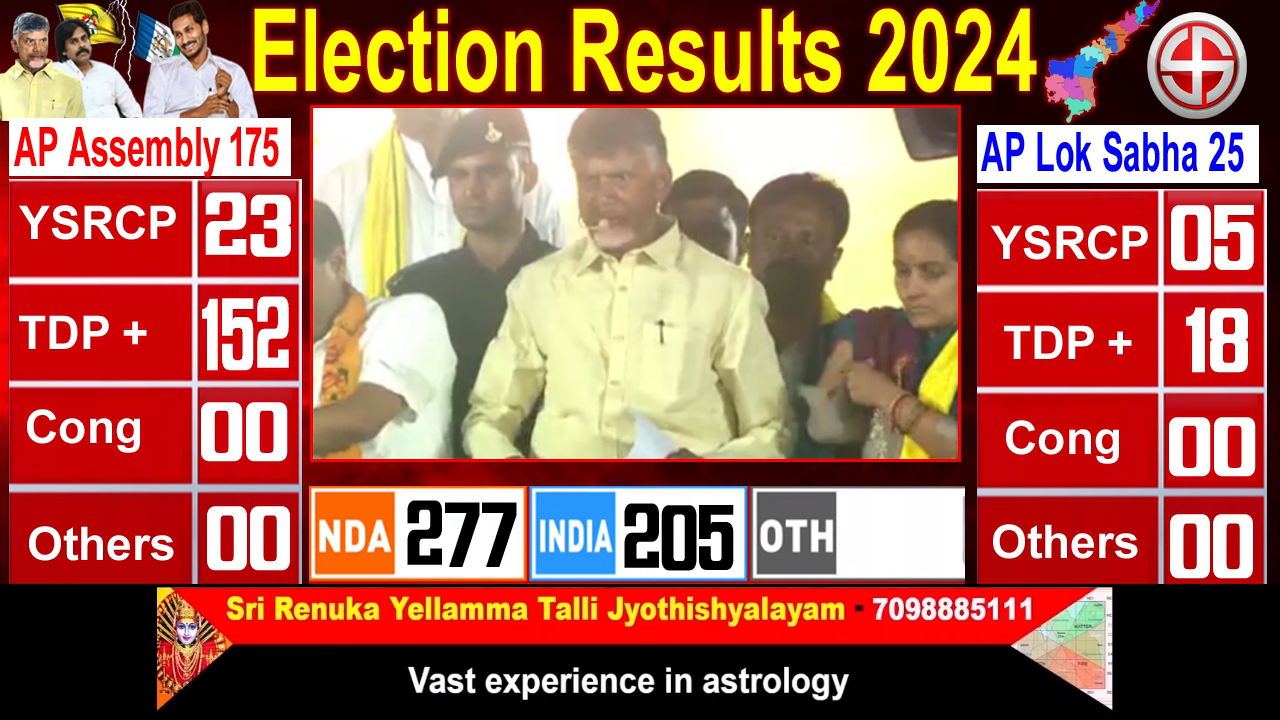 Election Results 2024
AP Assembly 175
YSRCP 23
TDP + 152
Cong 00
Others 00
AP Lok Sabha 25
YSRCP 05
TDP + 18
Cong 00
Others 00
NDA 277
INDIA 205
OTH
Sri Renuka Yellamma Talli Jyothishyalayam - 7098885111
Vast experience in astrology